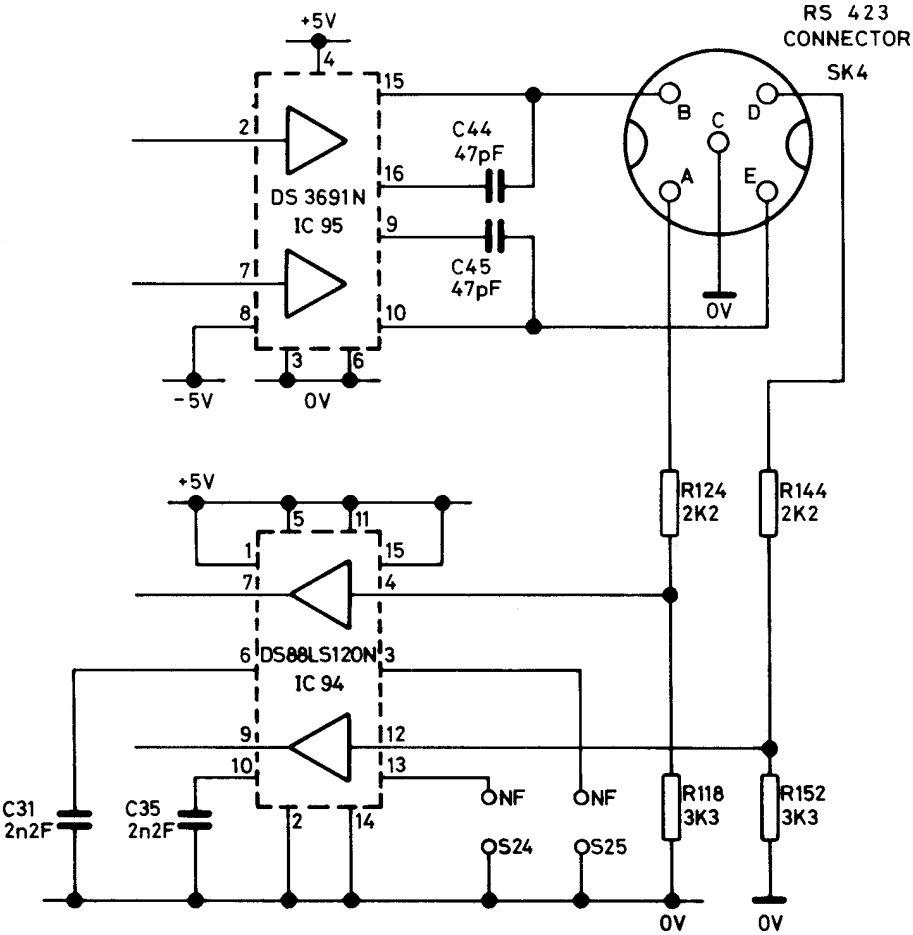 RS 423
CONNECTOR
SK4
+5V
4
15
2
C44
47pF
16
DS 3691N
IC 95
9
7
C45
47pF
8
10
3
6
-5V
0V
B
D
C
A
E
0V
+5V
5
11
1
15
7
4
R124
2K2
R144
2K2
6
DS88LS120N
3
IC 94
9
12
10
13
C31
2n2F
C35
2n2F
2
14
NF
NF
S24
S25
R118
3K3
R152
3K3
0V
0V